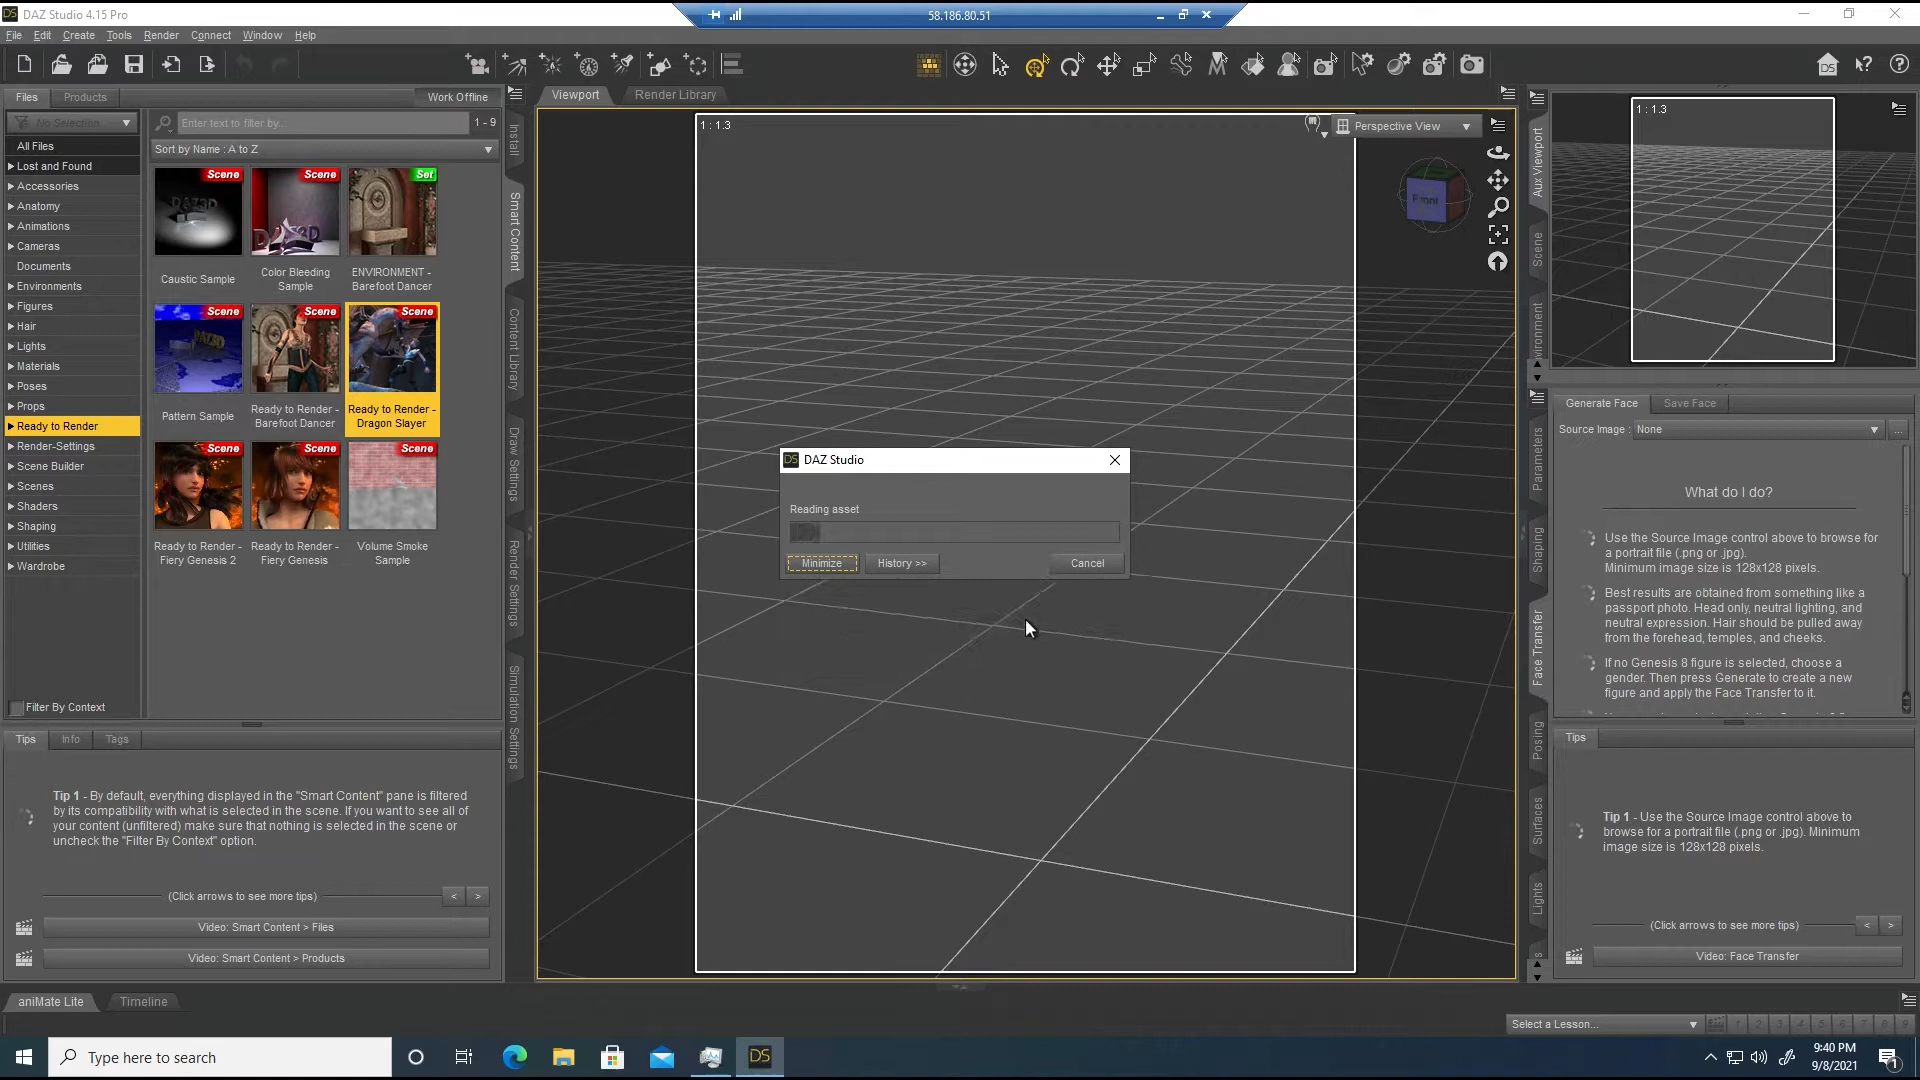 DAZ Studio 4.15 Pro
58.186.80.51
File Edit Create Tools Render Connect Window Help
Files Products Work Offline
Viewport Render Library
No Selection...
Enter text to filter by...
1 - 9
Sort by Name : A to Z
All Files
Lost and Found
Accessories
Anatomy
Animations
Cameras
Documents
Environments
Figures
Hair
Lights
Materials
Poses
Props
Ready to Render
Render-Settings
Scene Builder
Scenes
Shaders
Shaping
Utilities
Wardrobe
Filter By Context
Scene
Scene
Set
Caustic Sample
Color Bleeding
Sample
ENVIRONMENT -
Barefoot Dancer
Scene
Scene
Scene
Pattern Sample
Ready to Render -
Barefoot Dancer
Ready to Render -
Dragon Slayer
Scene
Scene
Scene
Ready to Render -
Fiery Genesis 2
Ready to Render -
Fiery Genesis
Volume Smoke
Sample
Install
Smart Content
Content Library
Draw Settings
Render Settings
Simulation Settings
1 : 1.3
Perspective View
Front
DAZ Studio
Reading asset
Minimize
History >>
Cancel
1 : 1.3
Aux Viewport
Scene
Parameters
Shaping
Face Transfer
Posing
Surfaces
Lights
Generate Face Save Face
Source Image : None
...
What do I do?
Use the Source Image control above to browse for
a portrait file (.png or .jpg).
Minimum image size is 128x128 pixels.
Best results are obtained from something like a
passport photo. Head only, neutral lighting, and
neutral expression. Hair should be pulled away
from the forehead, temples, and cheeks.
If no Genesis 8 figure is selected, choose a
gender. Then press Generate to create a new
figure and apply the Face Transfer to it.
Tips Info Tags
Tip 1 - By default, everything displayed in the "Smart Content" pane is filtered
by its compatibility with what is selected in the scene. If you want to see all of
your content (unfiltered) make sure that nothing is selected in the scene or
uncheck the "Filter By Context" option.
(Click arrows to see more tips)
< >
Video: Smart Content > Files
Video: Smart Content > Products
Tips
Tip 1 - Use the Source Image control above to
browse for a portrait file (.png or .jpg). Minimum
image size is 128x128 pixels.
(Click arrows to see more tips)
< >
Video: Face Transfer
aniMate Lite Timeline
Select a Lesson...
1 2 3 4 5 6 7 8 9
Type here to search
DS
9:40 PM
9/8/2021
1